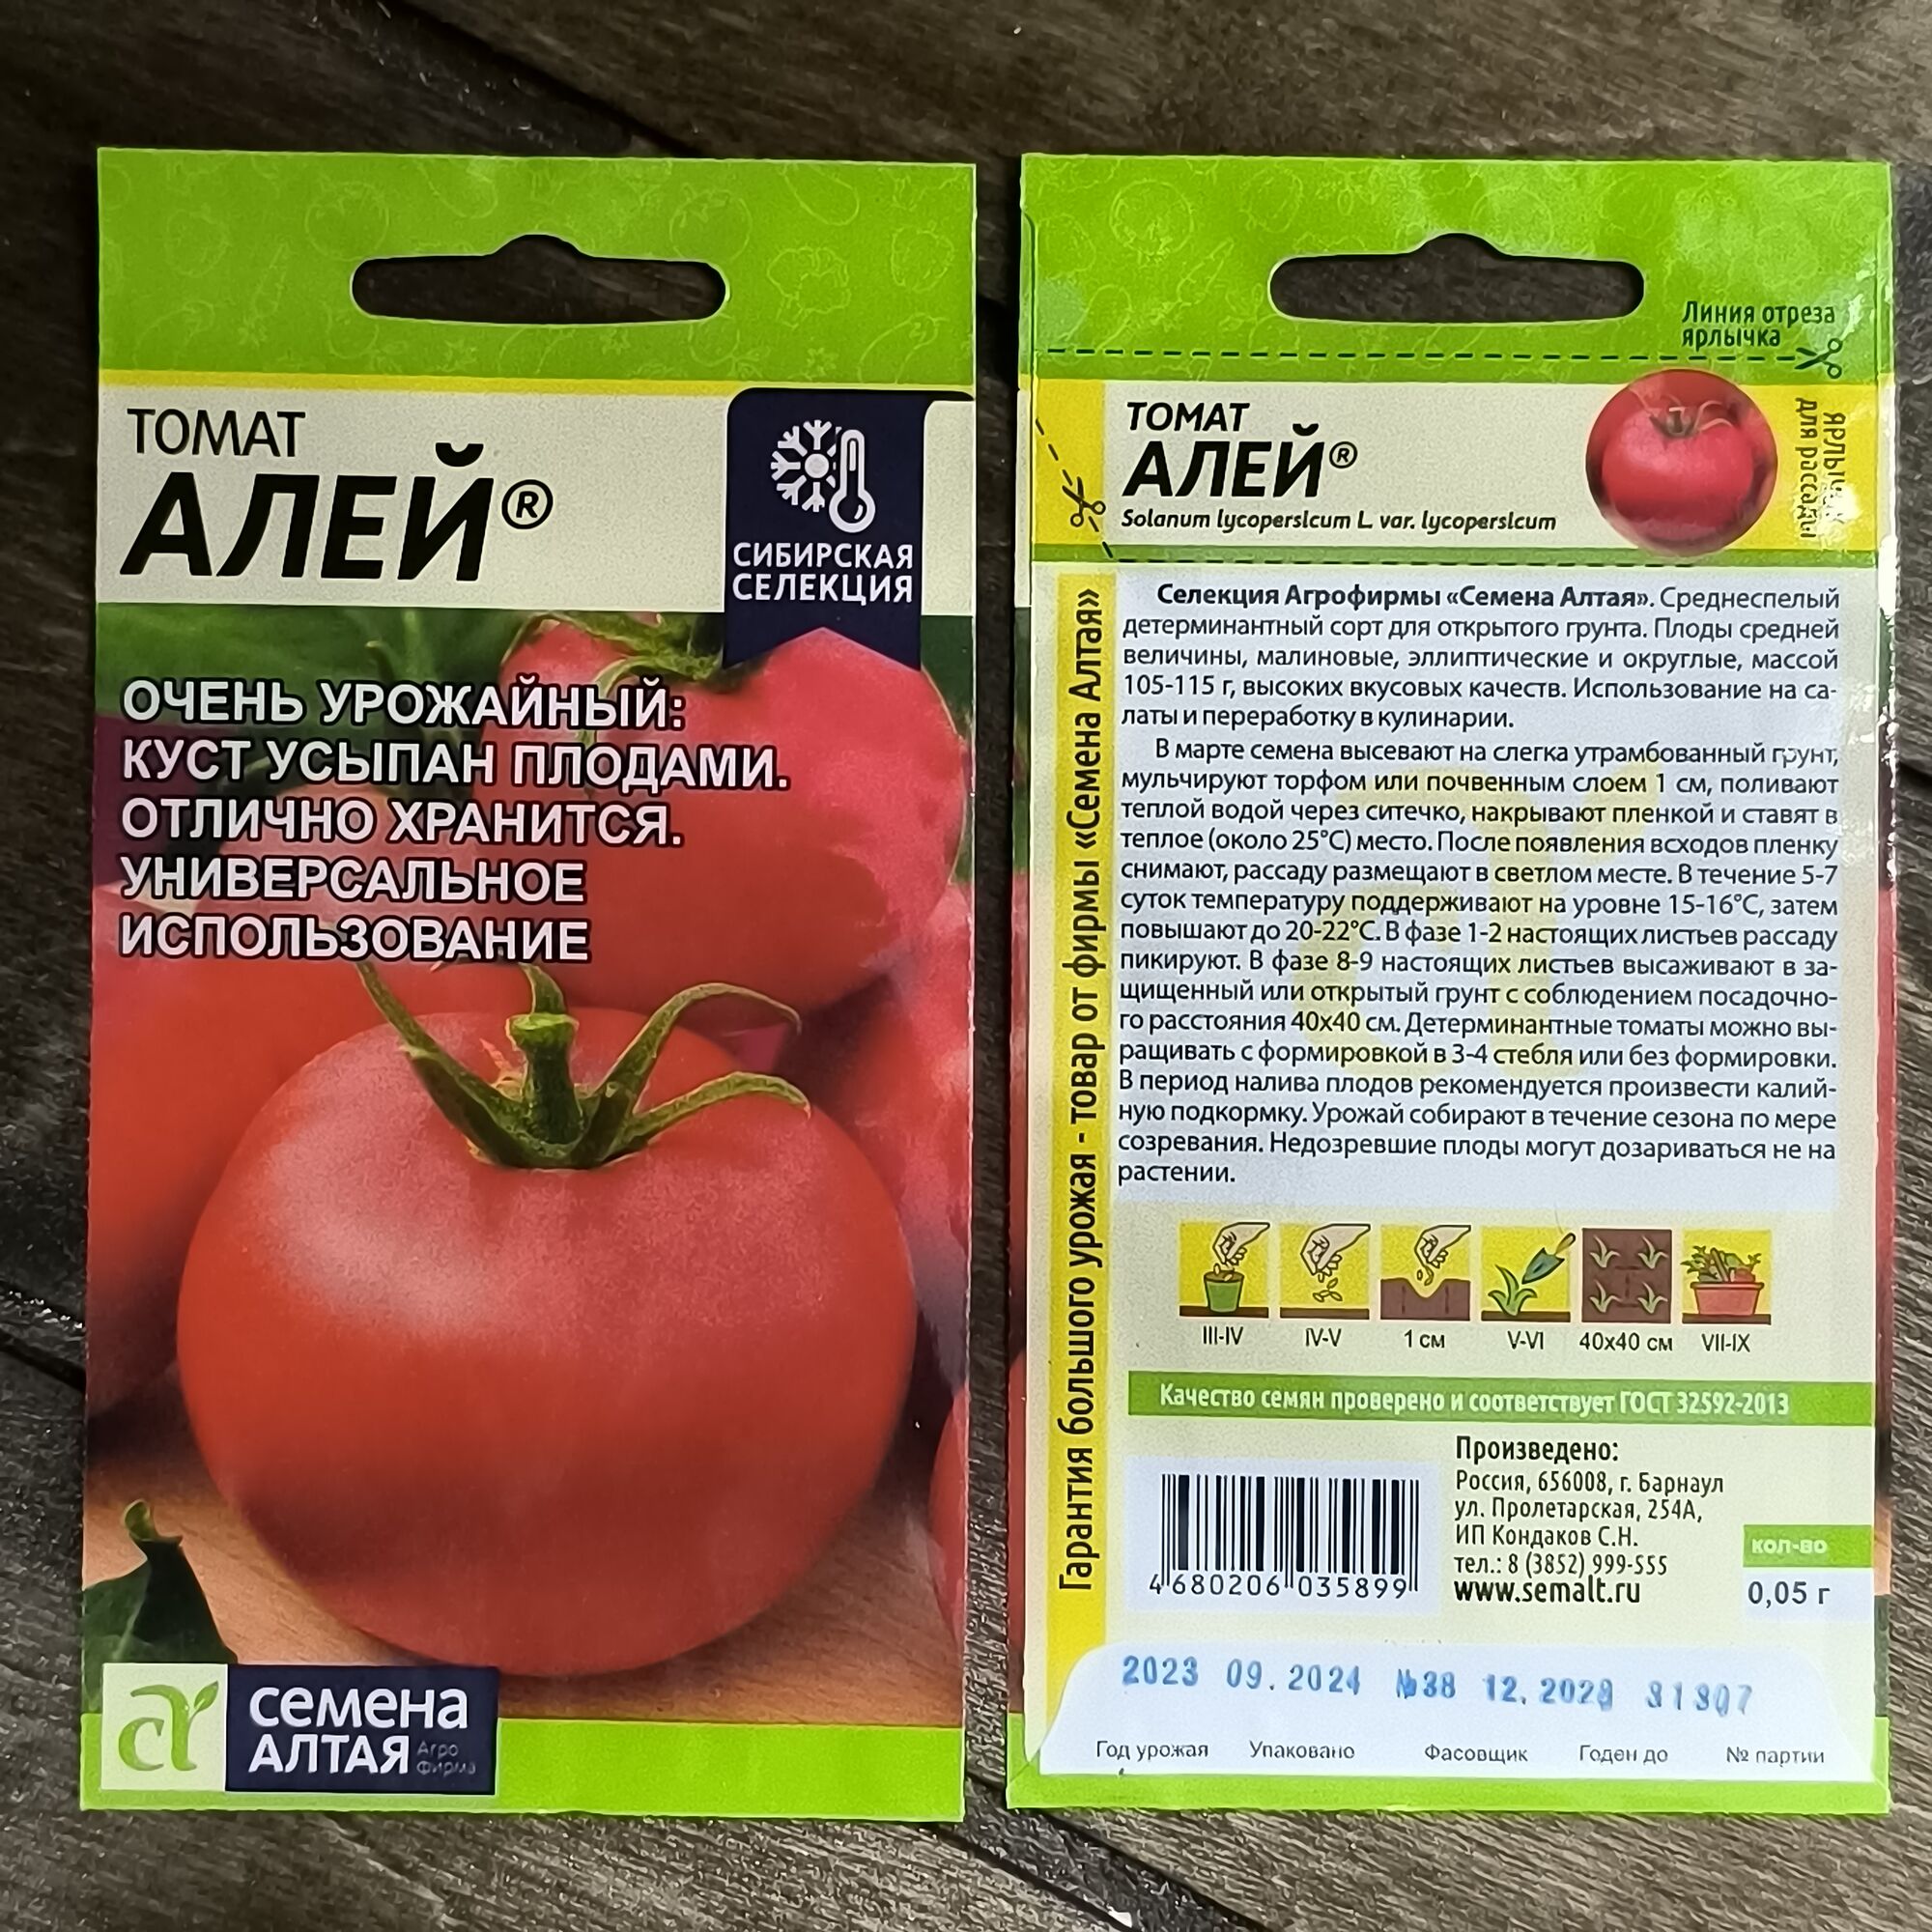 ТОМАТ
АЛЕЙ®
СИБИРСКАЯ
СЕЛЕКЦИЯ
ОЧЕНЬ УРОЖАЙНЫЙ:
КУСТ УСЫПАН ПЛОДАМИ.
ОТЛИЧНО ХРАНИТСЯ.
УНИВЕРСАЛЬНОЕ
ИСПОЛЬЗОВАНИЕ
семена
АЛТАЯ
Агро
фирма
Линия отреза
ярлычка
Ярлычок
для рассады
ТОМАТ
АЛЕЙ®
Solanum lycopersicum L. var. lycopersicum
Гарантия большого урожая - товар от фирмы «Семена Алтая»
Селекция Агрофирмы «Семена Алтая». Среднеспелый
детерминантный сорт для открытого грунта. Плоды средней
величины, малиновые, эллиптические и округлые, массой
105-115 г, высоких вкусовых качеств. Использование на са-
латы и переработку в кулинарии.
В марте семена высевают на слегка утрамбованный грунт,
мульчируют торфом или почвенным слоем 1 см, поливают
теплой водой через ситечко, накрывают пленкой и ставят в
теплое (около 25°С) место. После появления всходов пленку
снимают, рассаду размещают в светлом месте. В течение 5-7
суток температуру поддерживают на уровне 15-16°С, затем
повышают до 20-22°С. В фазе 1-2 настоящих листьев рассаду
пикируют. В фазе 8-9 настоящих листьев высаживают в за-
щищенный или открытый грунт с соблюдением посадочно-
го расстояния 40х40 см. Детерминантные томаты можно вы-
ращивать с формировкой в 3-4 стебля или без формировки.
В период налива плодов рекомендуется произвести калий-
ную подкормку. Урожай собирают в течение сезона по мере
созревания. Недозревшие плоды могут дозариваться не на
растении.
III-IV IV-V 1 см V-VI 40х40 см VII-IX
Качество семян проверено и соответствует ГОСТ 32592-2013
Произведено:
Россия, 656008, г. Барнаул
ул. Пролетарская, 254А,
ИП Кондаков С.Н.
тел.: 8 (3852) 999-555
www.semalt.ru
4 680206 035899
кол-во
0,05 г
2023 09.2024 №38 12.2028 31307
Год урожая Упаковано Фасовщик Годен до № партии